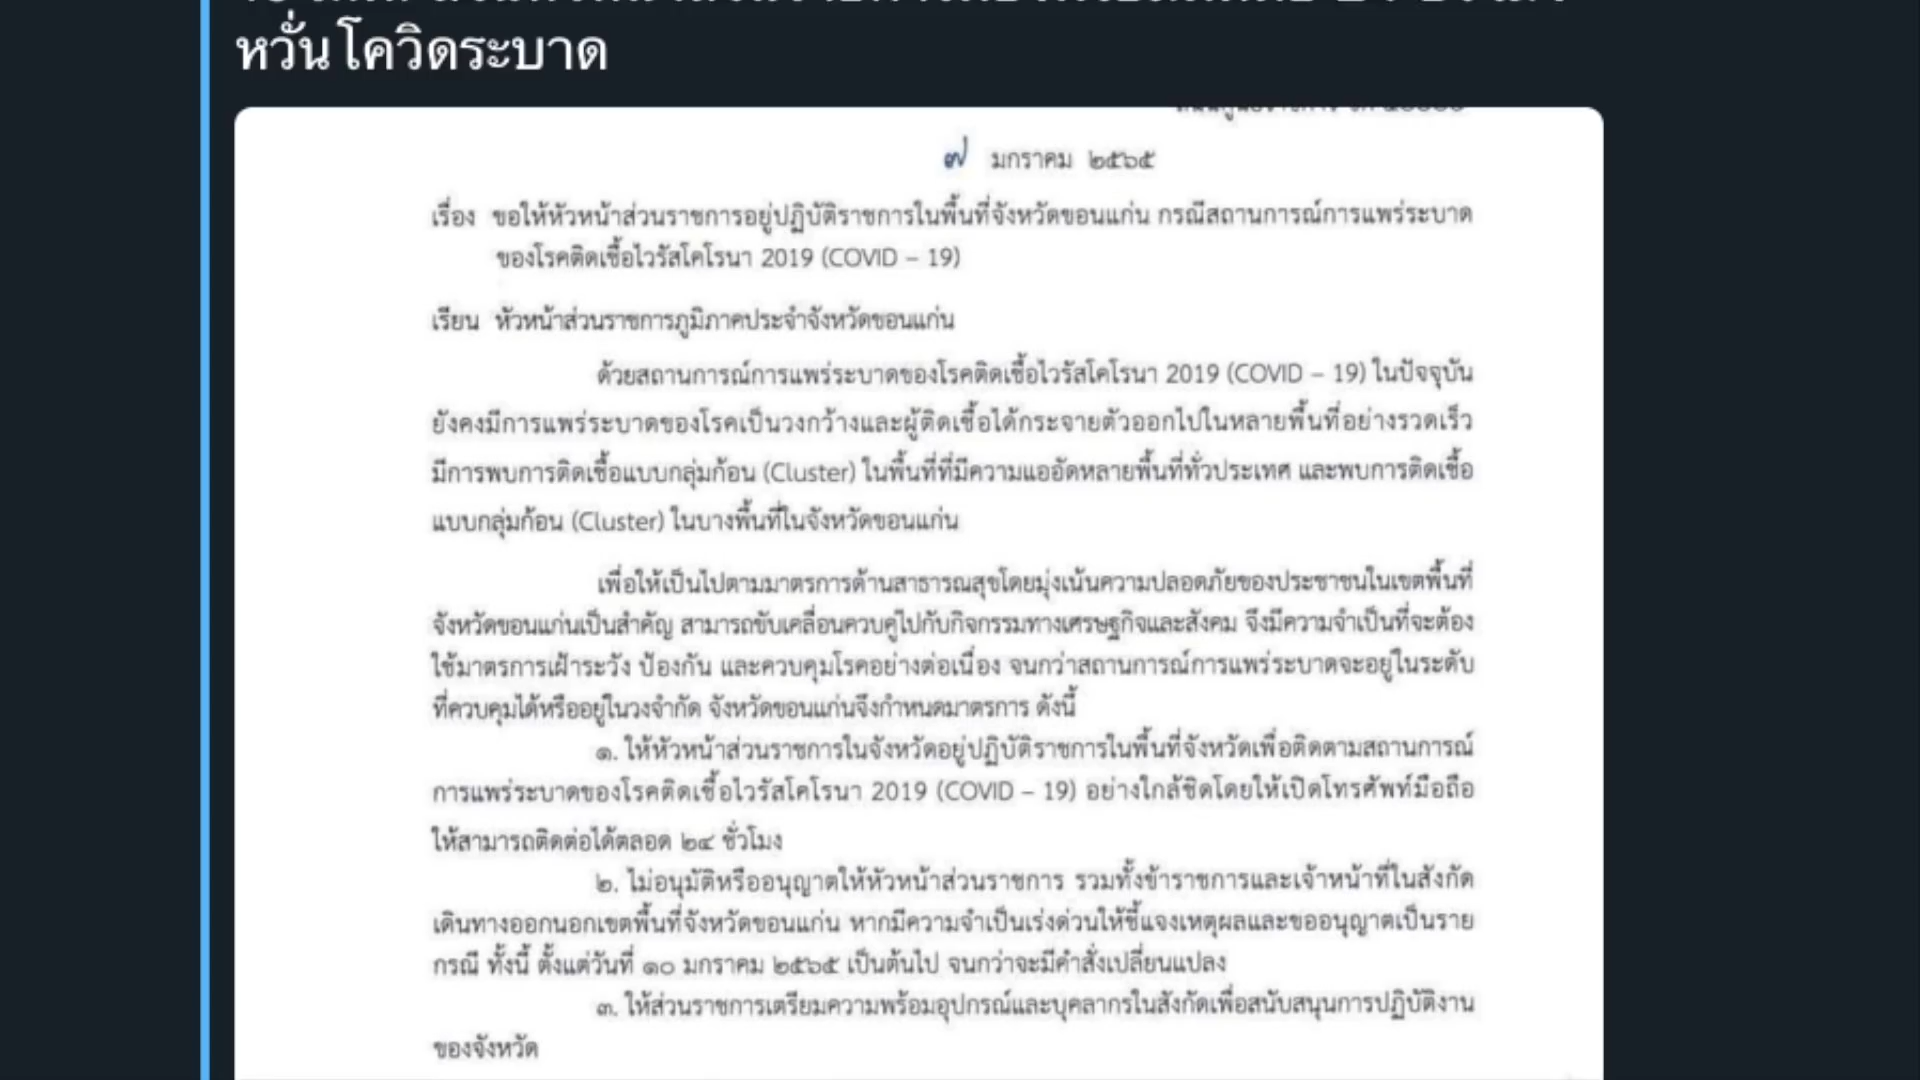 หวั่นโควิดระบาด
๗ มกราคม ๒๕๖๕
เรื่อง ขอให้หัวหน้าส่วนราชการอยู่ปฏิบัติราชการในพื้นที่จังหวัดขอนแก่น กรณีสถานการณ์การแพร่ระบาด
ของโรคติดเชื้อไวรัสโคโรนา 2019 (COVID – 19)
เรียน หัวหน้าส่วนราชการภูมิภาคประจำจังหวัดขอนแก่น
ด้วยสถานการณ์การแพร่ระบาดของโรคติดเชื้อไวรัสโคโรนา 2019 (COVID – 19) ในปัจจุบัน
ยังคงมีการแพร่ระบาดของโรคเป็นวงกว้างและผู้ติดเชื้อได้กระจายตัวออกไปในหลายพื้นที่อย่างรวดเร็ว
มีการพบการติดเชื้อแบบกลุ่มก้อน (Cluster) ในพื้นที่ที่มีความแออัดหลายพื้นที่ทั่วประเทศ และพบการติดเชื้อ
แบบกลุ่มก้อน (Cluster) ในบางพื้นที่ในจังหวัดขอนแก่น
เพื่อให้เป็นไปตามมาตรการด้านสาธารณสุขโดยมุ่งเน้นความปลอดภัยของประชาชนในเขตพื้นที่
จังหวัดขอนแก่นเป็นสำคัญ สามารถขับเคลื่อนควบคู่ไปกับกิจกรรมทางเศรษฐกิจและสังคม จึงมีความจำเป็นที่จะต้อง
ใช้มาตรการเฝ้าระวัง ป้องกัน และควบคุมโรคอย่างต่อเนื่อง จนกว่าสถานการณ์การแพร่ระบาดจะอยู่ในระดับ
ที่ควบคุมได้หรืออยู่ในวงจำกัด จังหวัดขอนแก่นจึงกำหนดมาตรการ ดังนี้
๑. ให้หัวหน้าส่วนราชการในจังหวัดอยู่ปฏิบัติราชการในพื้นที่จังหวัดเพื่อติดตามสถานการณ์
การแพร่ระบาดของโรคติดเชื้อไวรัสโคโรนา 2019 (COVID – 19) อย่างใกล้ชิดโดยให้เปิดโทรศัพท์มือถือ
ให้สามารถติดต่อได้ตลอด ๒๔ ชั่วโมง
๒. ไม่อนุมัติหรืออนุญาตให้หัวหน้าส่วนราชการ รวมทั้งข้าราชการและเจ้าหน้าที่ในสังกัด
เดินทางออกนอกเขตพื้นที่จังหวัดขอนแก่น หากมีความจำเป็นเร่งด่วนให้ชี้แจงเหตุผลและขออนุญาตเป็นราย
กรณี ทั้งนี้ ตั้งแต่วันที่ ๑๐ มกราคม ๒๕๖๕ เป็นต้นไป จนกว่าจะมีคำสั่งเปลี่ยนแปลง
๓. ให้ส่วนราชการเตรียมความพร้อมอุปกรณ์และบุคลากรในสังกัดเพื่อสนับสนุนการปฏิบัติงาน
ของจังหวัด